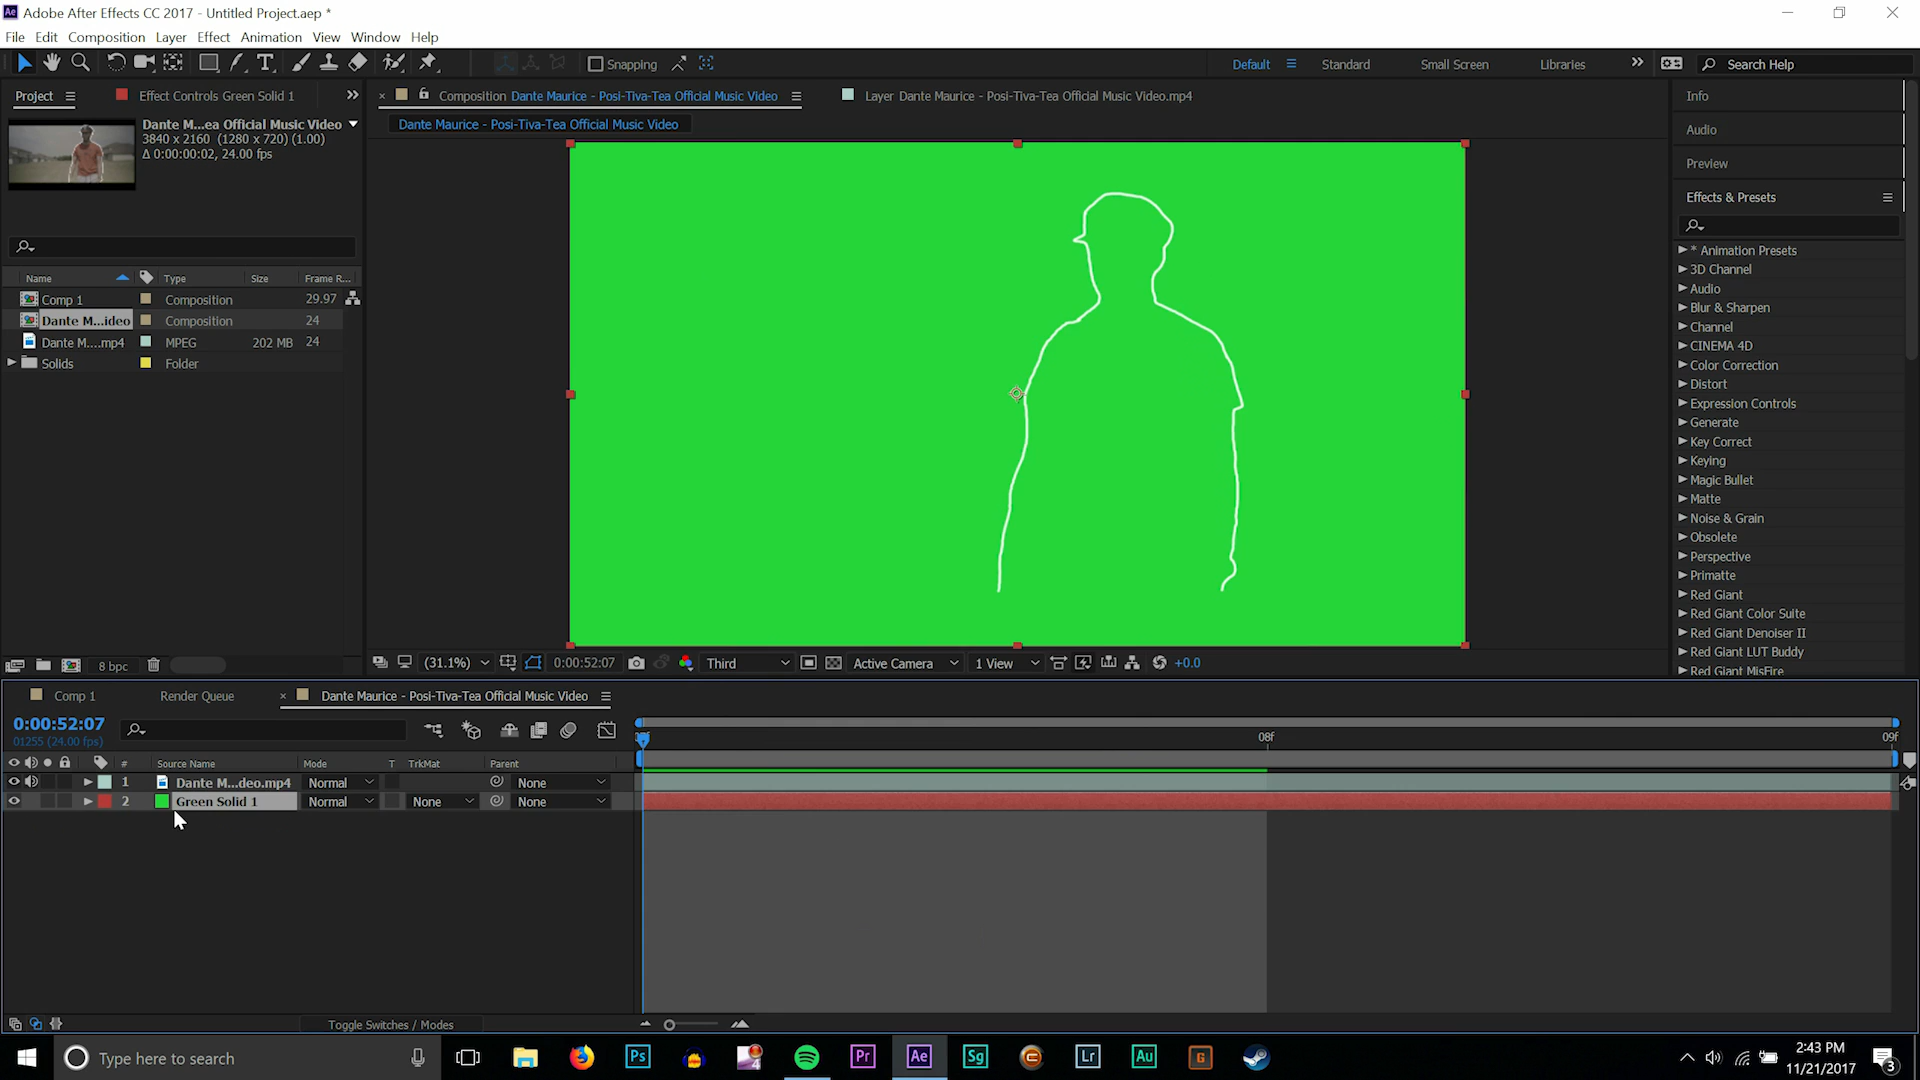 Adobe After Effects CC 2017 - Untitled Project.aep *
File Edit Composition Layer Effect Animation View Window Help
Snapping
Default
Standard
Small Screen
Libraries
Search Help
Project
Effect Controls Green Solid 1
Composition Dante Maurice - Posi-Tiva-Tea Official Music Video
Layer Dante Maurice - Posi-Tiva-Tea Official Music Video.mp4
Dante Maurice - Posi-Tiva-Tea Official Music Video
Dante M...ea Official Music Video
3840 x 2160 (1280 x 720) (1.00)
Δ 0:00:00:02, 24.00 fps
Name Type Size Frame R...
Comp 1 Composition 29.97
Dante M...ideo Composition 24
Dante M....mp4 MPEG 202 MB 24
Solids Folder
8 bpc
(31.1%) 0:00:52:07 Third Active Camera 1 View +0.0
Info
Audio
Preview
Effects & Presets
* Animation Presets
3D Channel
Audio
Blur & Sharpen
Channel
CINEMA 4D
Color Correction
Distort
Expression Controls
Generate
Key Correct
Keying
Magic Bullet
Matte
Noise & Grain
Obsolete
Perspective
Primatte
Red Giant
Red Giant Color Suite
Red Giant Denoiser II
Red Giant LUT Buddy
Red Giant MisFire
Comp 1
Render Queue
Dante Maurice - Posi-Tiva-Tea Official Music Video
0:00:52:07
01255 (24.00 fps)
08f
09f
# Source Name Mode T TrkMat Parent
1 Dante M...deo.mp4 Normal None
2 Green Solid 1 Normal None None
Toggle Switches / Modes
Type here to search
Ps
Pr
Ae
Sg
Lr
Au
G
2:43 PM
11/21/2017
3